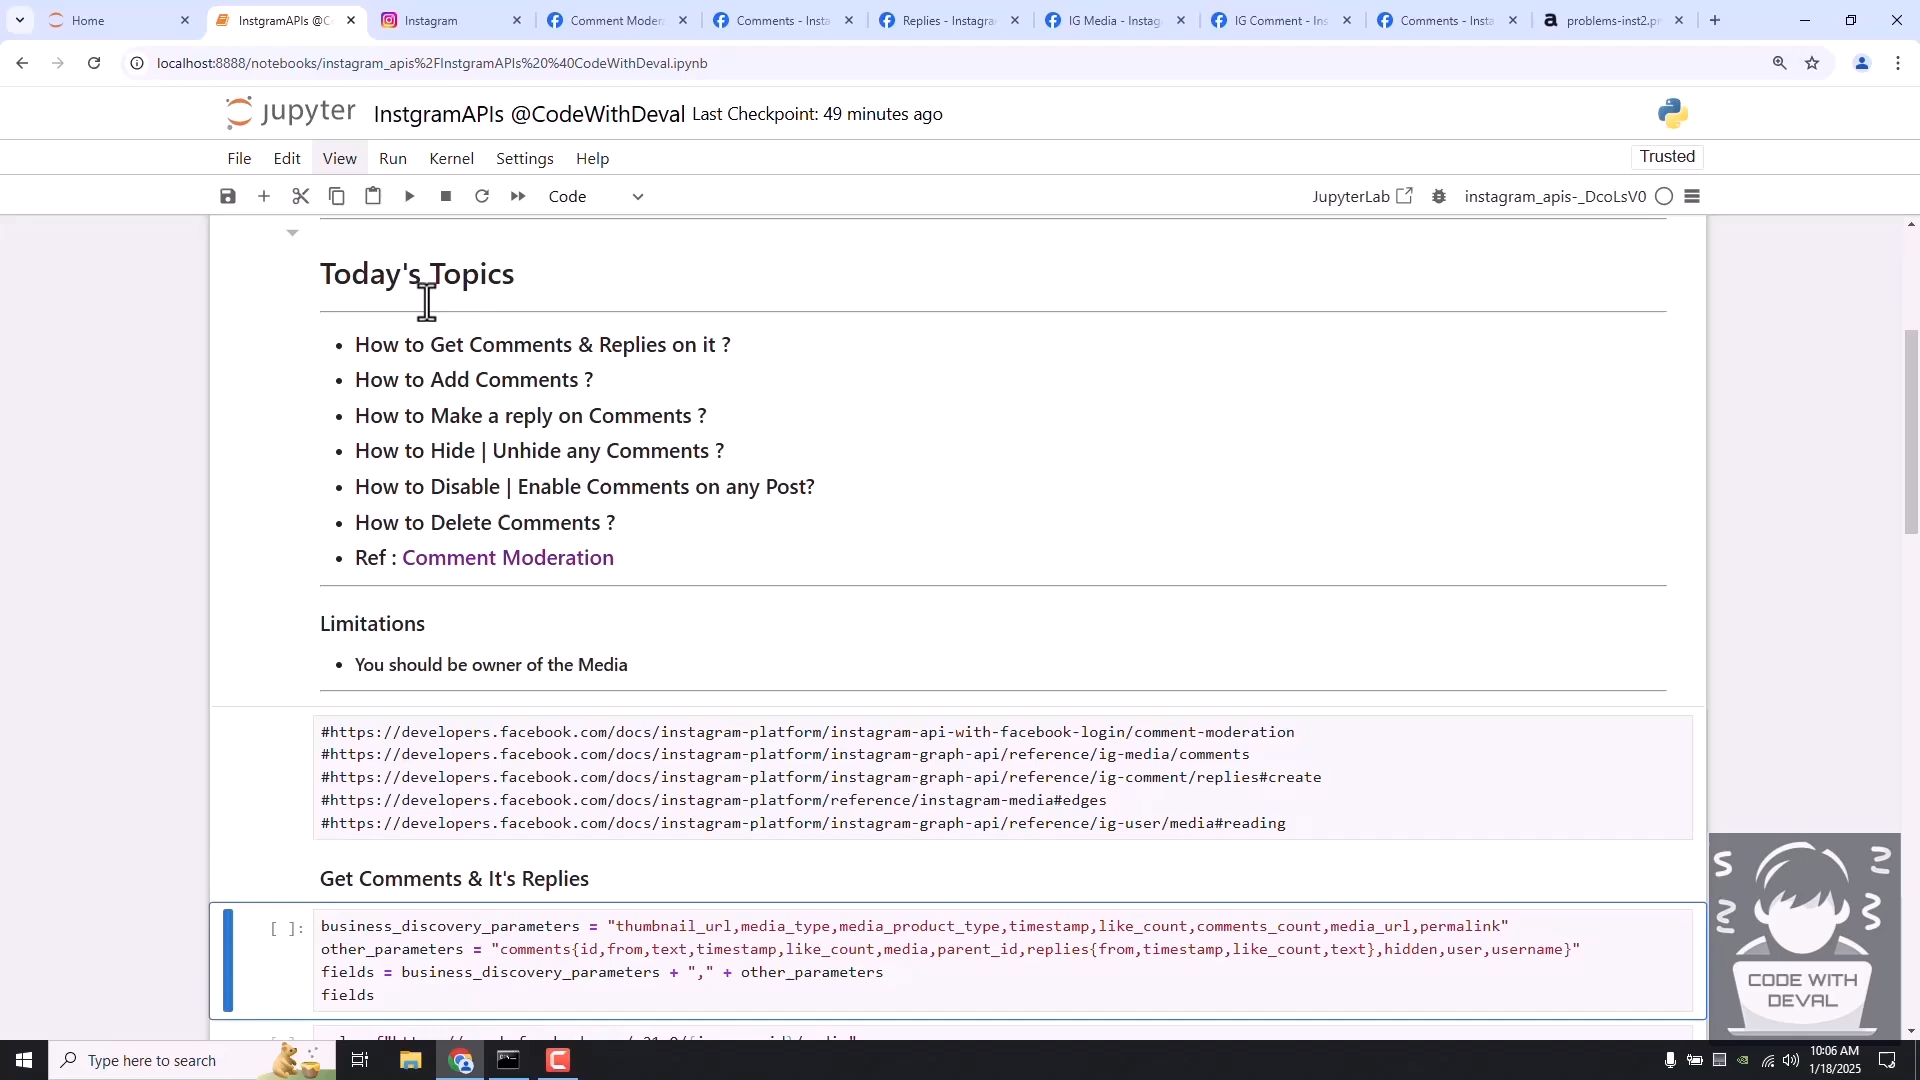 Home
InstgramAPIs @C
Instagram
Comment Moder
Comments - Insta
Replies - Instagra
IG Media - Instag
IG Comment - Ins
Comments - Insta
problems-inst2.pn
localhost:8888/notebooks/instagram_apis%2FInstgramAPIs%20%40CodeWithDeval.ipynb
jupyter InstgramAPIs @CodeWithDeval Last Checkpoint: 49 minutes ago
File Edit View Run Kernel Settings Help Trusted
Code JupyterLab instagram_apis-_DcoLsV0
Today's Topics
• How to Get Comments & Replies on it ?
• How to Add Comments ?
• How to Make a reply on Comments ?
• How to Hide | Unhide any Comments ?
• How to Disable | Enable Comments on any Post?
• How to Delete Comments ?
• Ref : Comment Moderation
Limitations
• You should be owner of the Media
#https://developers.facebook.com/docs/instagram-platform/instagram-api-with-facebook-login/comment-moderation
#https://developers.facebook.com/docs/instagram-platform/instagram-graph-api/reference/ig-media/comments
#https://developers.facebook.com/docs/instagram-platform/instagram-graph-api/reference/ig-comment/replies#create
#https://developers.facebook.com/docs/instagram-platform/reference/instagram-media#edges
#https://developers.facebook.com/docs/instagram-platform/instagram-graph-api/reference/ig-user/media#reading
Get Comments & It's Replies
[ ]: business_discovery_parameters = "thumbnail_url,media_type,media_product_type,timestamp,like_count,comments_count,media_url,permalink"
other_parameters = "comments{id,from,text,timestamp,like_count,media,parent_id,replies{from,timestamp,like_count,text},hidden,user,username}"
fields = business_discovery_parameters + "," + other_parameters
fields
CODE WITH
DEVAL
Type here to search
10:06 AM
1/18/2025